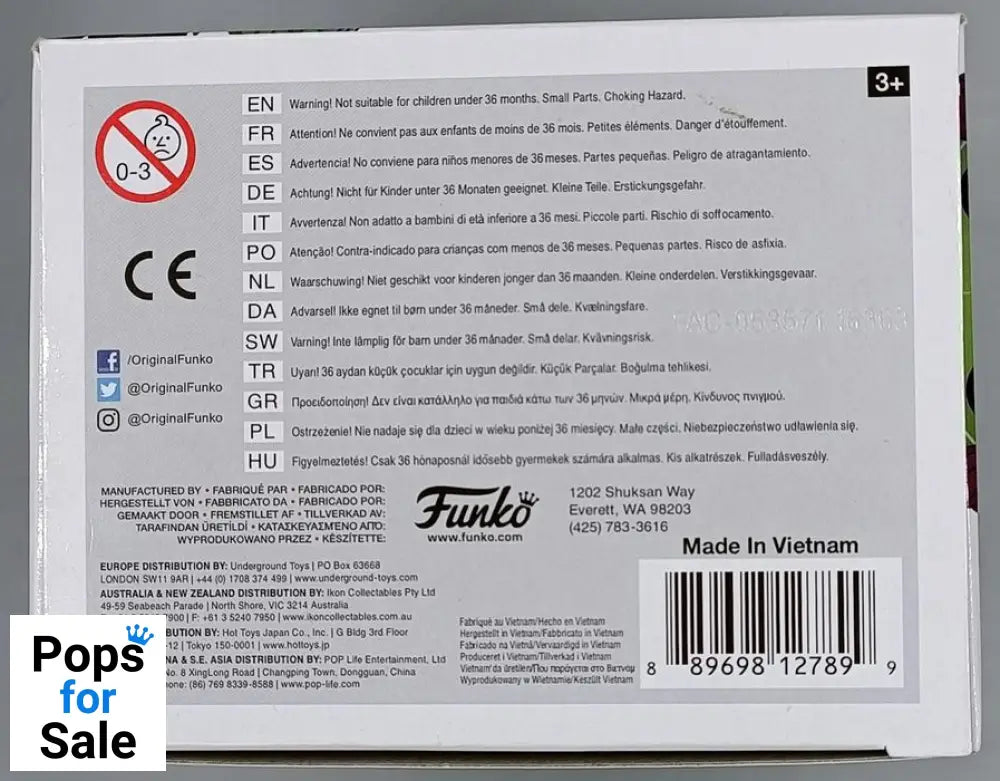 3+
0-3
EN Warning! Not suitable for children under 36 months. Small Parts. Choking Hazard.
FR Attention! Ne convient pas aux enfants de moins de 36 mois. Petites éléments. Danger d'étouffement.
ES Advertencia! No conviene para niños menores de 36 meses. Partes pequeñas. Peligro de atragantamiento.
DE Achtung! Nicht für Kinder unter 36 Monaten geeignet. Kleine Teile. Erstickungsgefahr.
IT Avvertenza! Non adatto a bambini di età inferiore a 36 mesi. Piccole parti. Rischio di soffocamento.
PO Atenção! Contra-indicado para crianças com menos de 36 meses. Pequenas partes. Risco de asfixia.
NL Waarschuwing! Niet geschikt voor kinderen jonger dan 36 maanden. Kleine onderdelen. Verstikkingsgevaar.
DA Advarsel! Ikke egnet til børn under 36 måneder. Små dele. Kvælningsfare.
SW Varning! Inte lämplig för barn under 36 månader. Små delar. Kvävningsrisk.
TR Uyarı! 36 aydan küçük çocuklar için uygun değildir. Küçük Parçalar. Boğulma tehlikesi.
GR Προειδοποίηση! Δεν είναι κατάλληλο για παιδιά κάτω των 36 μηνών. Μικρά μέρη. Κίνδυνος πνιγμού.
PL Ostrzeżenie! Nie nadaje się dla dzieci w wieku poniżej 36 miesięcy. Małe części. Niebezpieczeństwo udławienia się.
HU Figyelmeztetés! Csak 36 hónaposnál idősebb gyermekek számára alkalmas. Kis alkatrészek. Fulladásveszély.
CE
/OriginalFunko
@OriginalFunko
@OriginalFunko
MANUFACTURED BY • FABRIQUÉ PAR • FABRICADO POR:
HERGESTELLT VON • FABBRICATO DA • FABRICADO POR:
GEMAAKT DOOR • FREMSTILLET AF • TILLVERKAD AV:
TARAFINDAN ÜRETİLDİ • ΚΑΤΑΣΚΕΥΑΣΜΕΝΟ ΑΠΟ:
WYPRODUKOWANO PRZEZ • KÉSZÍTETTE:
Funko
www.funko.com
1202 Shuksan Way
Everett, WA 98203
(425) 783-3616
EUROPE DISTRIBUTION BY: Underground Toys | PO Box 63668
LONDON SW11 9AR | +44 (0) 1708 374 499 | www.underground-toys.com
AUSTRALIA & NEW ZEALAND DISTRIBUTION BY: Ikon Collectables Pty Ltd
49-59 Seabeach Parade | North Shore, VIC 3214 Australia
7900 | F: +61 3 5240 7950 | www.ikoncollectables.com.au
BUTION BY: Hot Toys Japan Co., Inc. | G Bldg 3rd Floor
-12 | Tokyo 150-0001 | www.hottoys.jp
NA & S.E. ASIA DISTRIBUTION BY: POP Life Entertainment, Ltd
No. 8 XingLong Road | Changping Town, Dongguan, China
hone: (86) 769 8339-8588 | www.pop-life.com
Made In Vietnam
Fabriqué au Vietnam/Hecho en Vietnam
Hergestellt in Vietnam/Fabbricato in Vietnam
Fabricado na Vietnã/Vervaardigd in Vietnam
Produceret i Vietnam/Tillverkad i Vietnam
Vietnam'da üretilen/Που παράγεται στο Βιετνάμ
Wyprodukowany w Wietnamie/Készült Vietnam
8 89698 12789 9
Pops
for
Sale